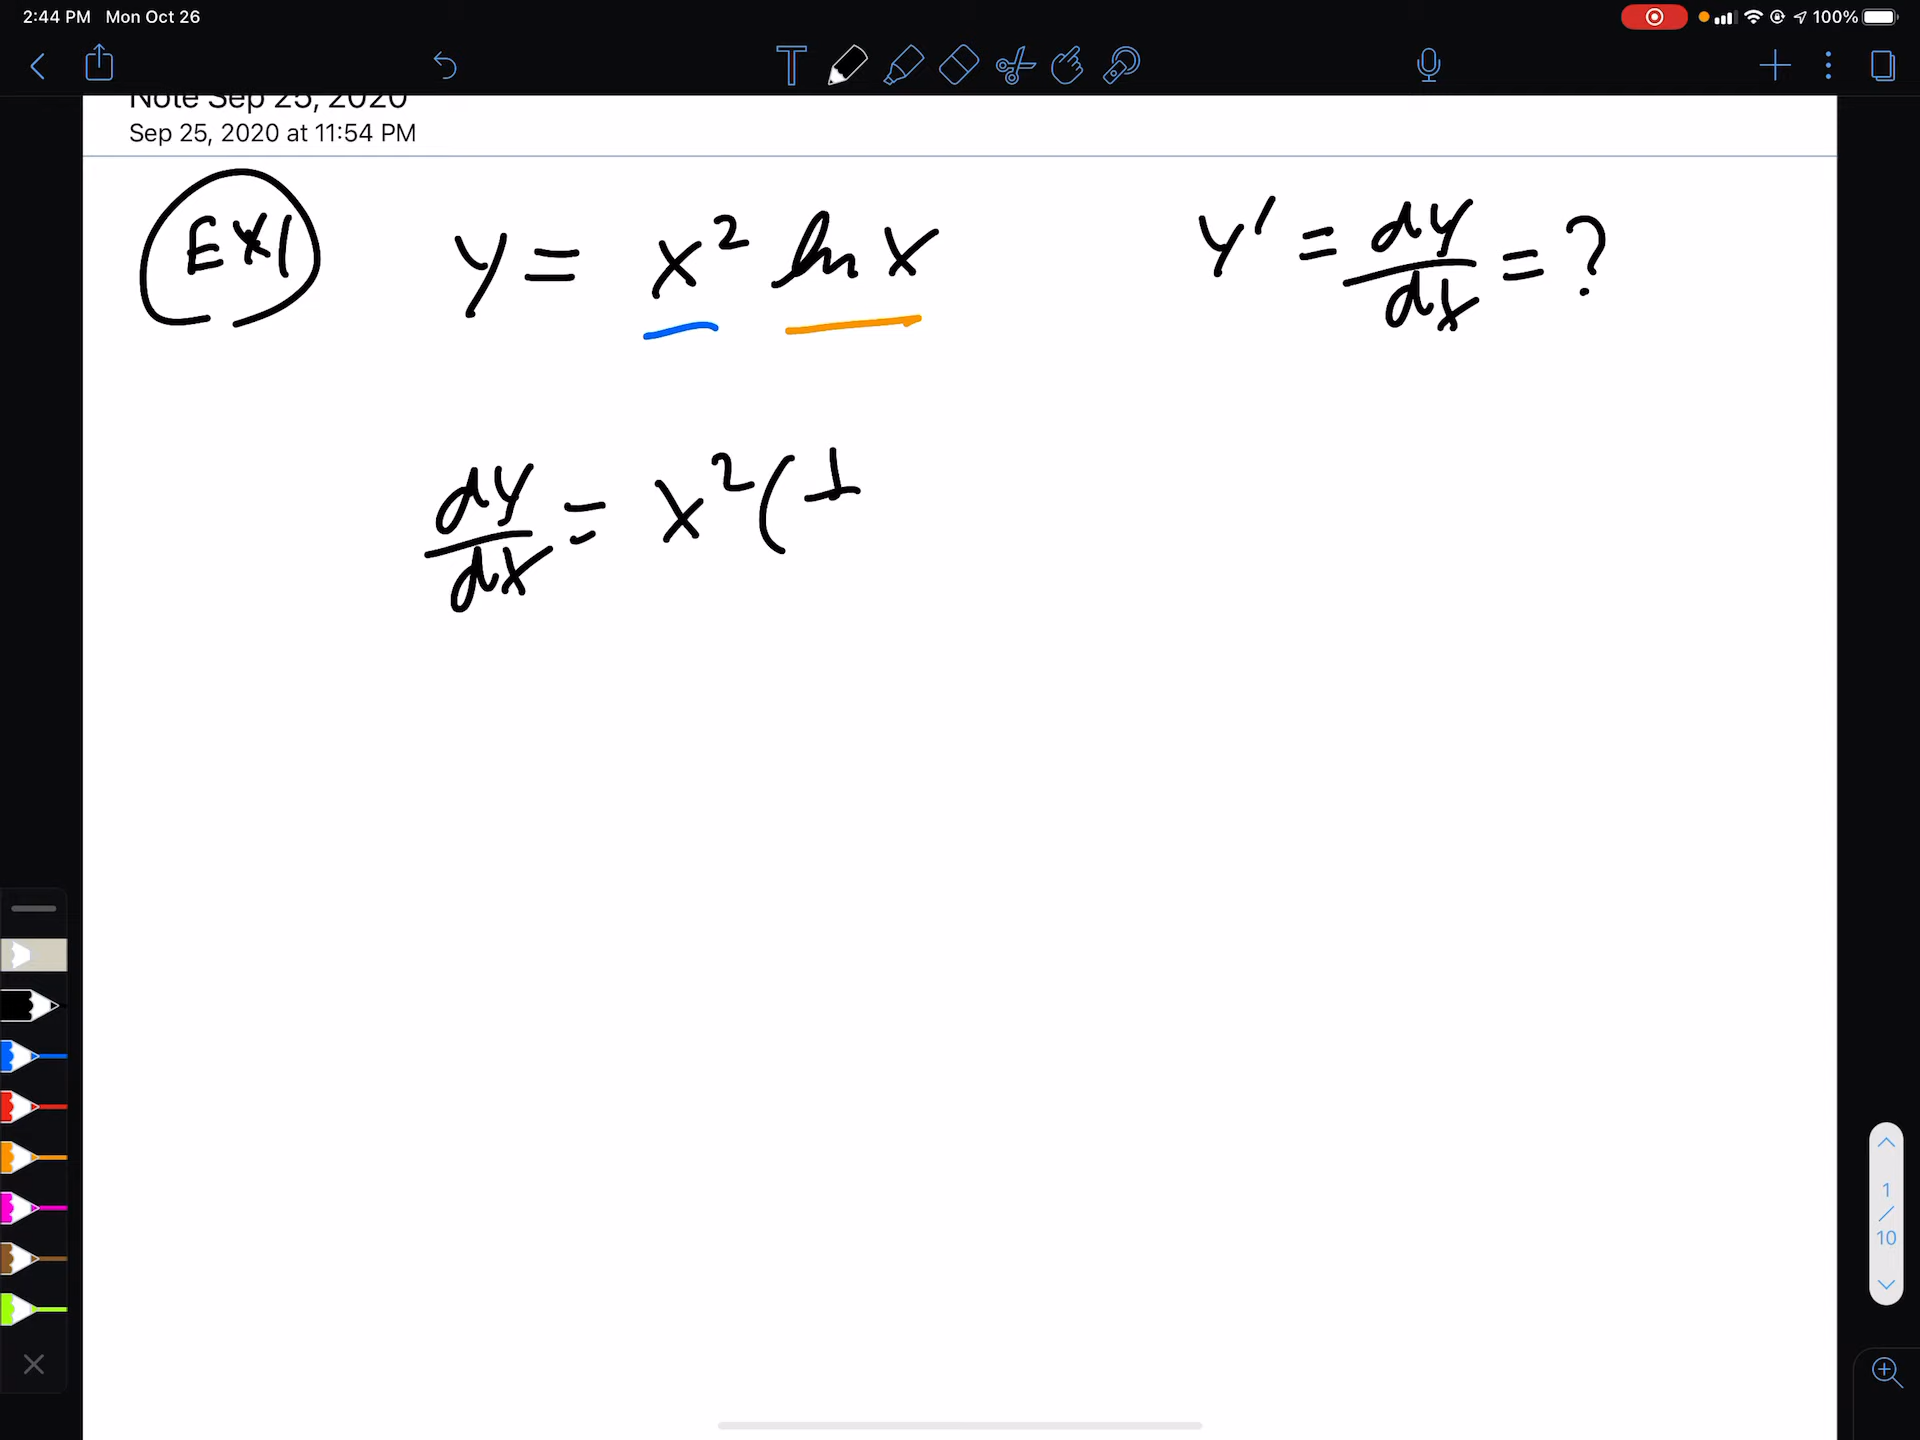 2:44 PM Mon Oct 26 100%
Note Sep 25, 2020
Sep 25, 2020 at 11:54 PM
EX1 y = x² ln x y' = dy/dx = ?
dy/dx = x² ( 1
1
/
10